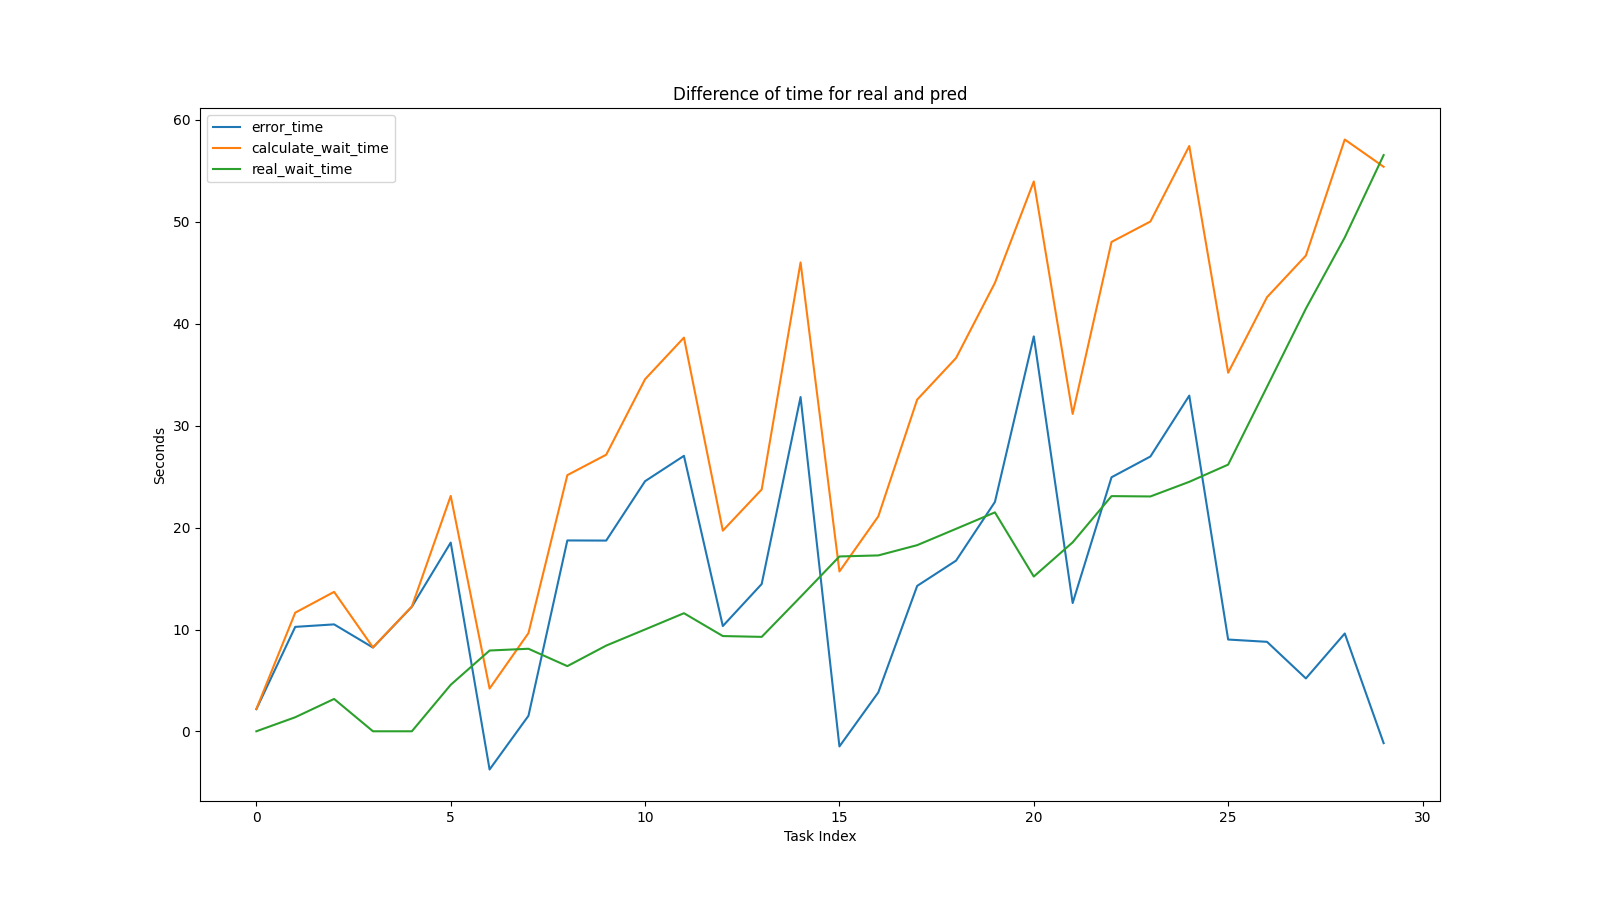 Difference of time for real and pred
error_time
calculate_wait_time
real_wait_time
60
50
40
30
20
10
0
Seconds
0 5 10 15 20 25 30
Task Index